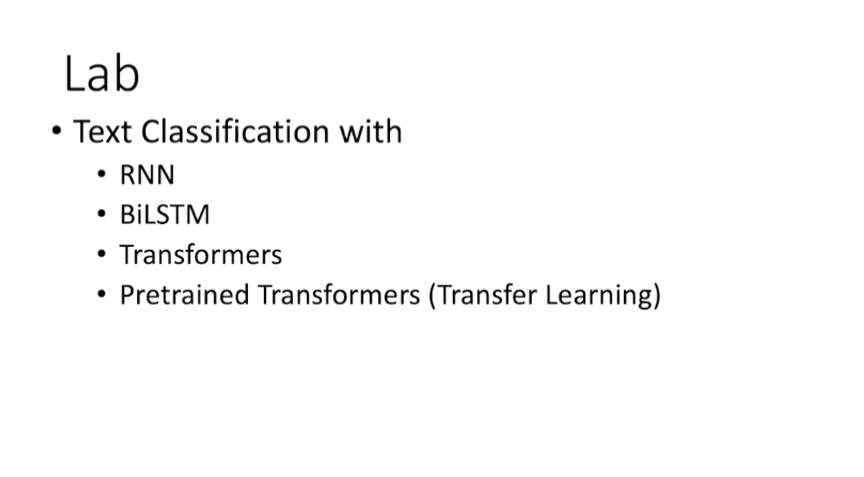 Lab
• Text Classification with
• RNN
• BiLSTM
• Transformers
• Pretrained Transformers (Transfer Learning)